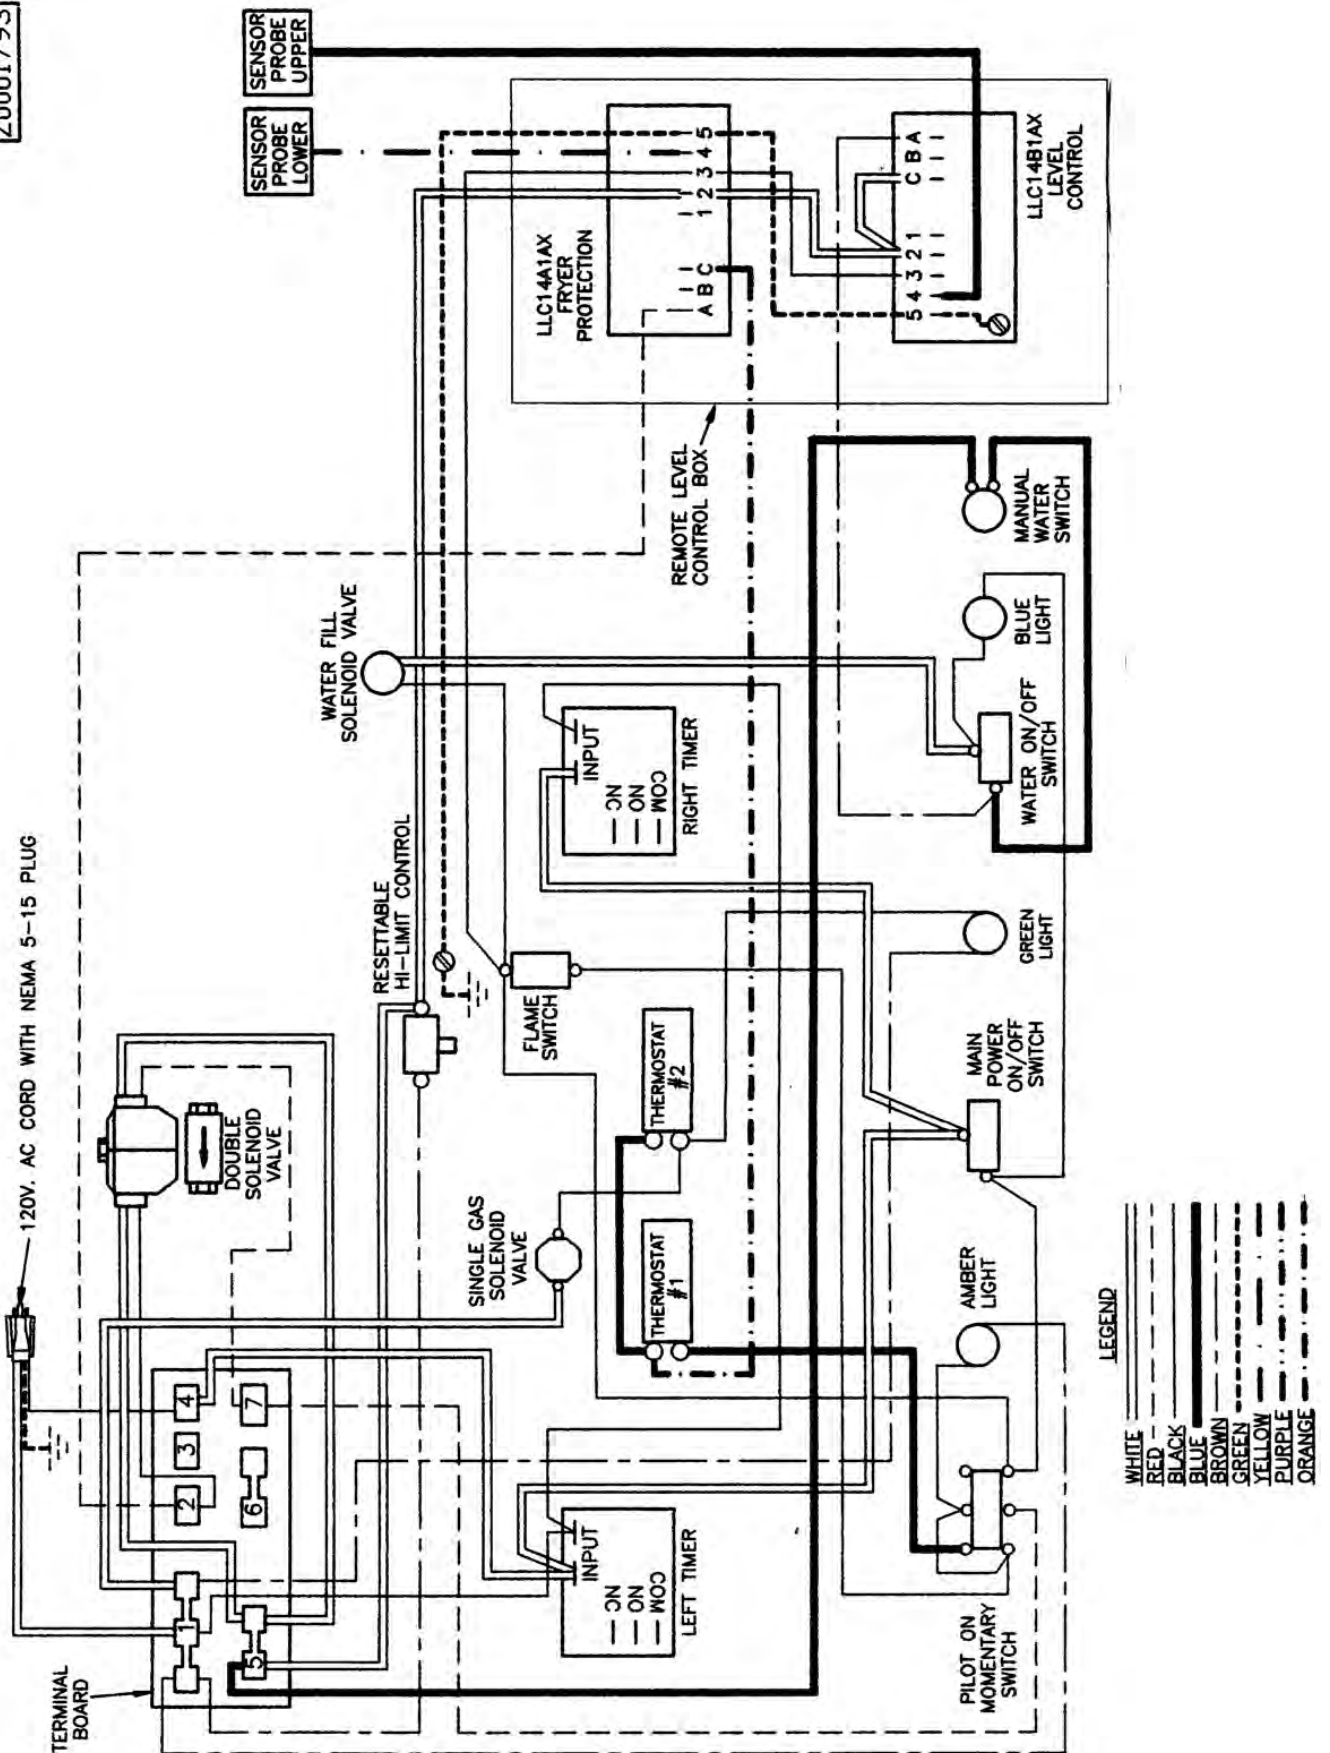 20001793
120V. AC CORD WITH NEMA 5-15 PLUG
SENSOR
PROBE
UPPER
SENSOR
PROBE
LOWER
TERMINAL
BOARD
1
2
3
4
5
6
7
DOUBLE
SOLENOID
VALVE
RESETTABLE
HI-LIMIT CONTROL
WATER FILL
SOLENOID VALVE
LLC14A1AX
FRYER
PROTECTION
A B C
1 2 3 4 5
SINGLE GAS
SOLENOID
VALVE
FLAME
SWITCH
INPUT
NC
NO
COM
LEFT TIMER
THERMOSTAT
#1
THERMOSTAT
#2
INPUT
NC
NO
COM
RIGHT TIMER
REMOTE LEVEL
CONTROL BOX
5 4 3 2 1
C B A
LLC14B1AX
LEVEL
CONTROL
PILOT ON
MOMENTARY
SWITCH
AMBER
LIGHT
MAIN
POWER
ON/OFF
SWITCH
GREEN
LIGHT
WATER ON/OFF
SWITCH
BLUE
LIGHT
MANUAL
WATER
SWITCH
LEGEND
WHITE
RED
BLACK
BLUE
BROWN
GREEN
YELLOW
PURPLE
ORANGE